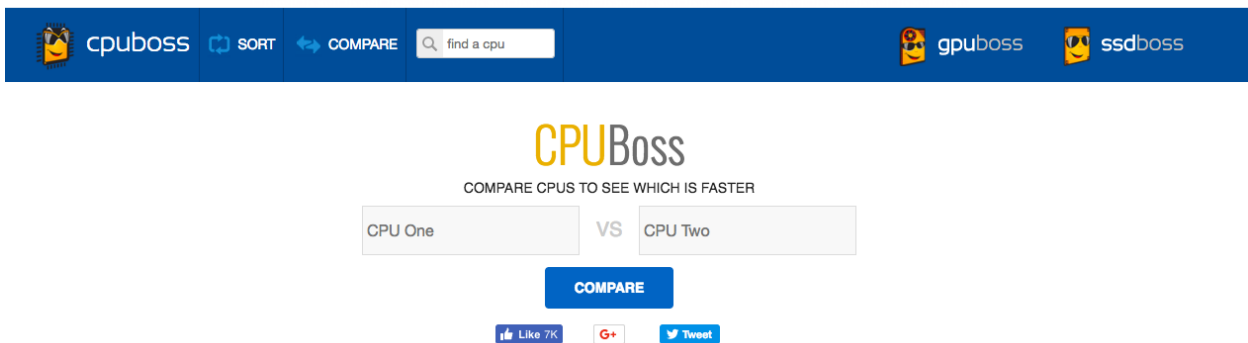 cpuboss SORT COMPARE find a cpu gpuboss ssdboss
CPUBoss
COMPARE CPUS TO SEE WHICH IS FASTER
CPU One VS CPU Two
COMPARE
Like 7K G+ Tweet